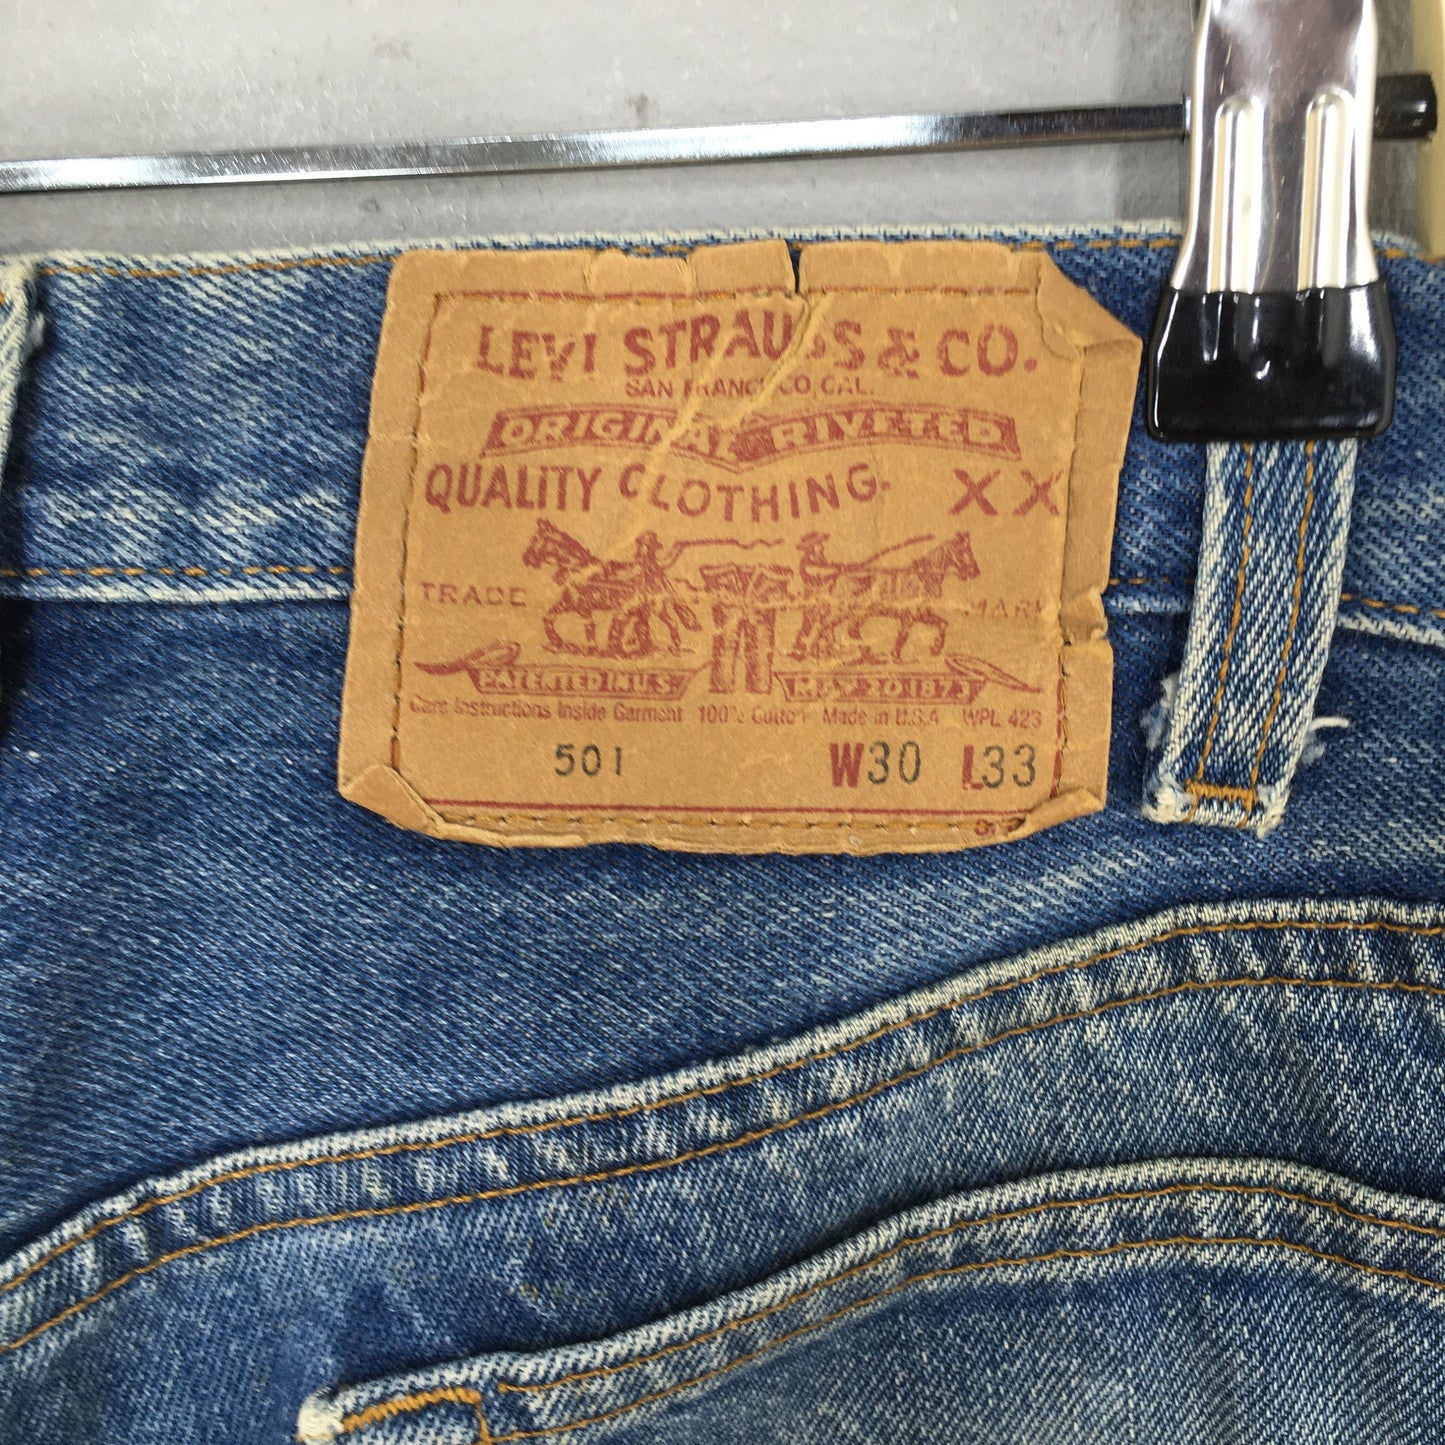 LEVI STRAUSS & CO.
SAN FRANCISCO, CAL.
ORIGINAL RIVETED
QUALITY CLOTHING. XX
TRADE MARK
PATENTED IN U.S. MAY 20 1873
Care Instructions Inside Garment 100% Cotton Made in U.S.A. WPL 423
501 W30 L33